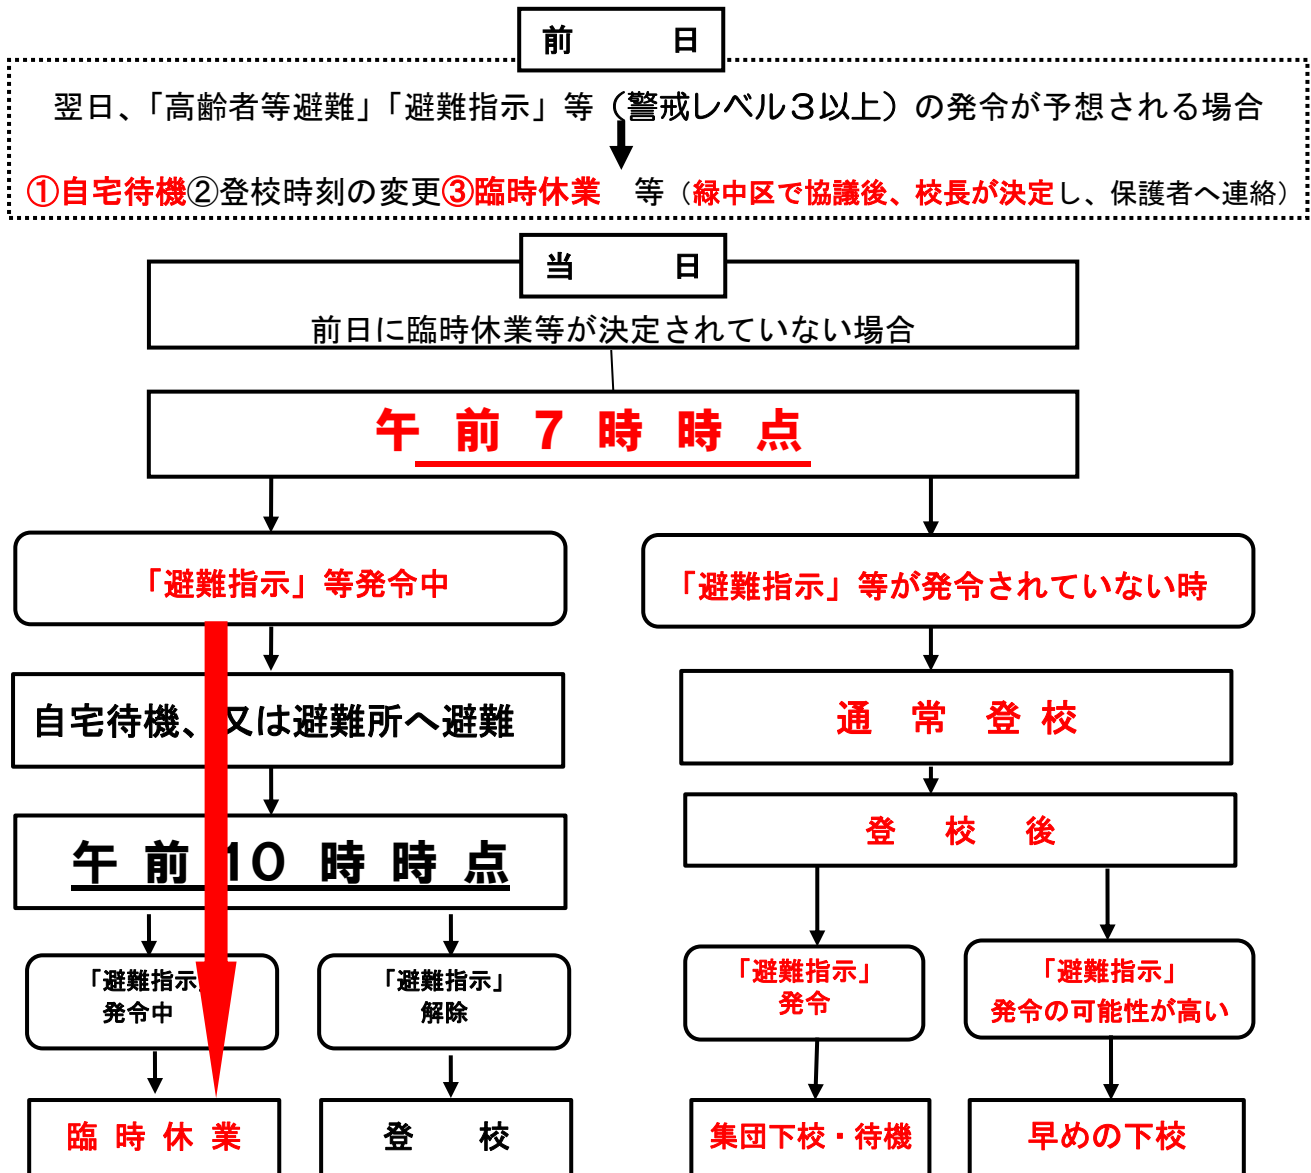 前　　　日
翌日、「高齢者等避難」「避難指示」等（警戒レベル３以上）の発令が予想される場合
①自宅待機②登校時刻の変更③臨時休業　等（緑中区で協議後、校長が決定し、保護者へ連絡）
当　　　日
前日に臨時休業等が決定されていない場合
午 前 ７ 時 時 点
「避難指示」等発令中
「避難指示」等が発令されていない時
自宅待機、又は避難所へ避難
通 常 登 校
登 校 後
午 前 10 時 時 点
「避難指示」
発令中
「避難指示」
解除
「避難指示」
発令
「避難指示」
発令の可能性が高い
臨 時 休 業
登　　校
集団下校・待機
早めの下校